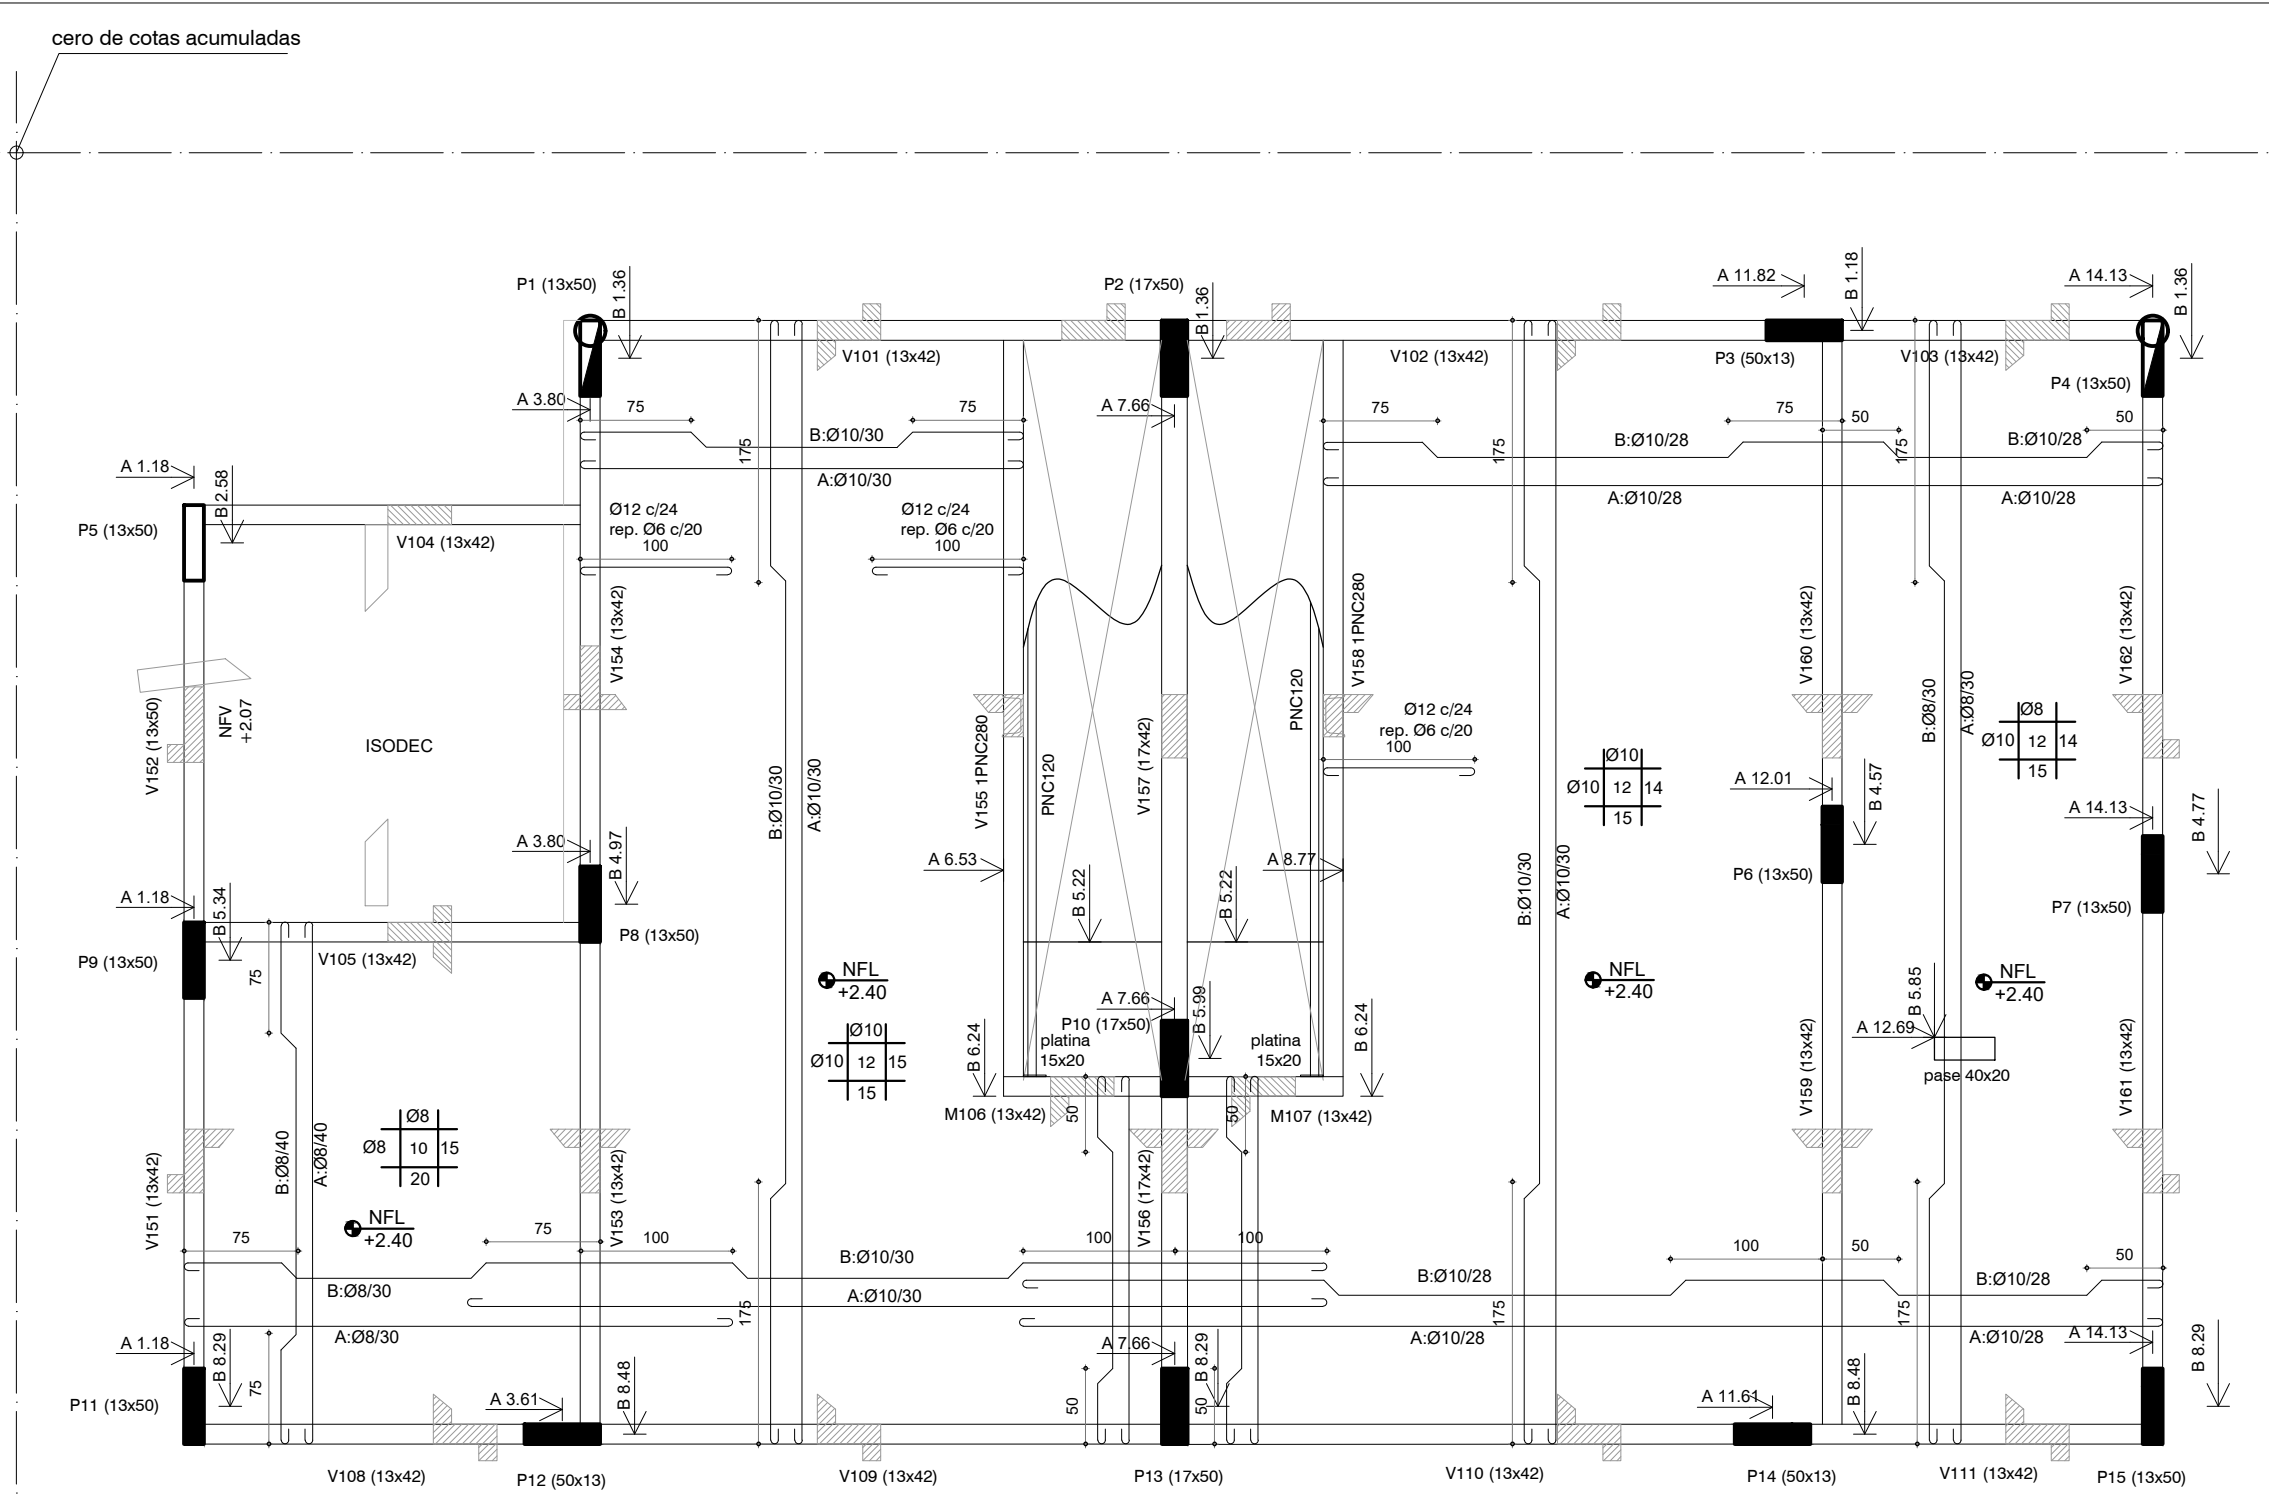 cero de cotas acumuladas
P1 (13x50)
B 1.36
P2 (17x50)
B 1.36
A 11.82
B 1.18
A 14.13
B 1.36
V101 (13x42)
V102 (13x42)
P3 (50x13)
V103 (13x42)
P4 (13x50)
A 3.80
75
75
A 7.66
75
75
50
50
175
B:Ø10/30
A:Ø10/30
175
B:Ø10/28
A:Ø10/28
175
B:Ø10/28
A:Ø10/28
A 1.18
B 2.58
P5 (13x50)
V104 (13x42)
Ø12 c/24
rep. Ø6 c/20
100
Ø12 c/24
rep. Ø6 c/20
100
V154 (13x42)
V158 1PNC280
V160 (13x42)
V162 (13x42)
V152 (13x50)
NFV
+2.07
ISODEC
B:Ø10/30
A:Ø10/30
V155 1PNC280
PNC120
V157 (17x42)
PNC120
Ø12 c/24
rep. Ø6 c/20
100
Ø10
Ø10
12
14
15
B:Ø8/30
A:Ø8/30
Ø8
Ø10
12
14
15
A 12.01
B 4.57
A 14.13
B 4.77
A 3.80
B 4.97
A 6.53
A 8.77
B 5.22
B 5.22
B:Ø10/30
A:Ø10/30
P6 (13x50)
P7 (13x50)
A 1.18
B 5.34
P8 (13x50)
P9 (13x50)
V105 (13x42)
75
NFL
+2.40
NFL
+2.40
NFL
+2.40
A 7.66
B 5.99
P10 (17x50)
platina
15x20
platina
15x20
B 6.24
B 6.24
B 5.85
A 12.69
pase 40x20
Ø10
Ø10
12
15
15
M106 (13x42)
50
50
M107 (13x42)
V159 (13x42)
V161 (13x42)
Ø8
Ø8
10
15
20
V151 (13x42)
B:Ø8/40
A:Ø8/40
NFL
+2.40
V153 (13x42)
V156 (17x42)
75
75
100
100
100
100
50
50
B:Ø8/30
B:Ø10/30
B:Ø10/28
B:Ø10/28
A:Ø8/30
175
A:Ø10/30
175
A:Ø10/28
175
A:Ø10/28
A 1.18
B 8.29
A 7.66
B 8.29
A 14.13
B 8.29
P11 (13x50)
75
A 3.61
B 8.48
50
50
A 11.61
B 8.48
V108 (13x42)
P12 (50x13)
V109 (13x42)
P13 (17x50)
V110 (13x42)
P14 (50x13)
V111 (13x42)
P15 (13x50)